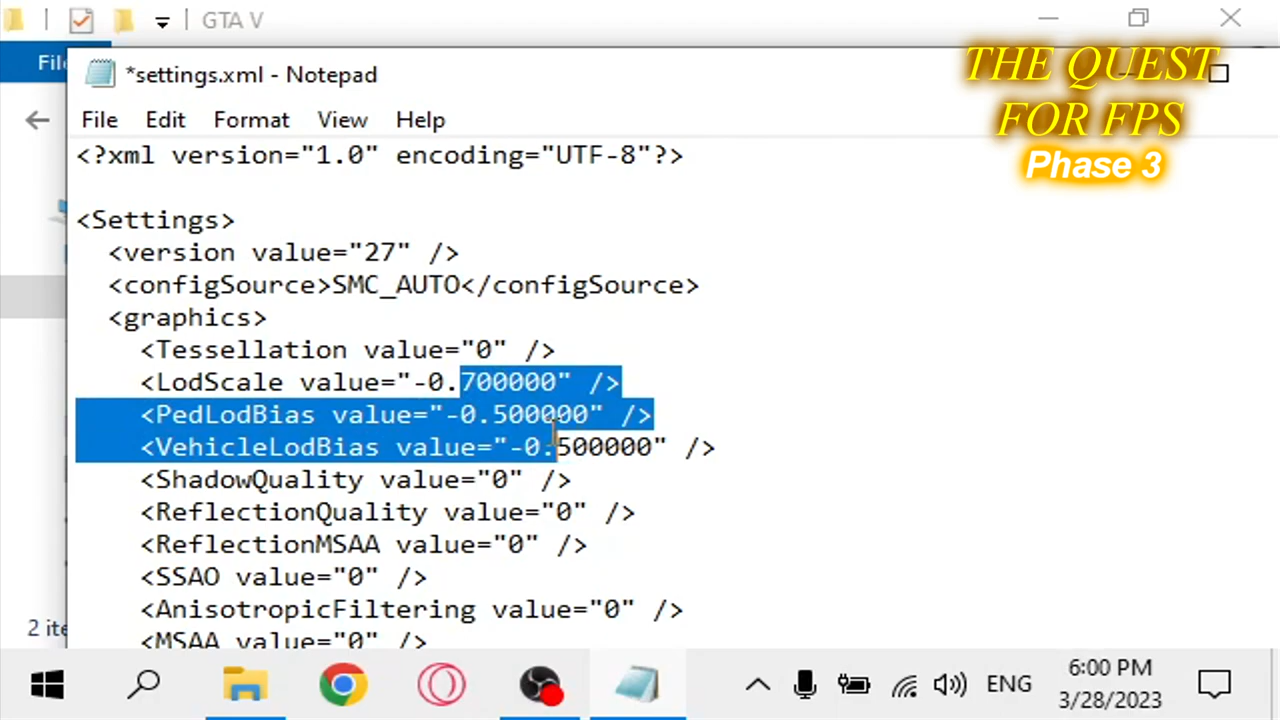 GTA V
THE QUEST
FOR FPS
Phase 3
File
*settings.xml - Notepad
File Edit Format View Help
<?xml version="1.0" encoding="UTF-8"?>
<Settings>
<version value="27" />
<configSource>SMC_AUTO</configSource>
<graphics>
<Tessellation value="0" />
<LodScale value="-0.700000" />
<PedLodBias value="-0.500000" />
<VehicleLodBias value="-0.500000" />
<ShadowQuality value="0" />
<ReflectionQuality value="0" />
<ReflectionMSAA value="0" />
<SSAO value="0" />
<AnisotropicFiltering value="0" />
<MSAA value="0" />
2 ite
ENG
6:00 PM
3/28/2023